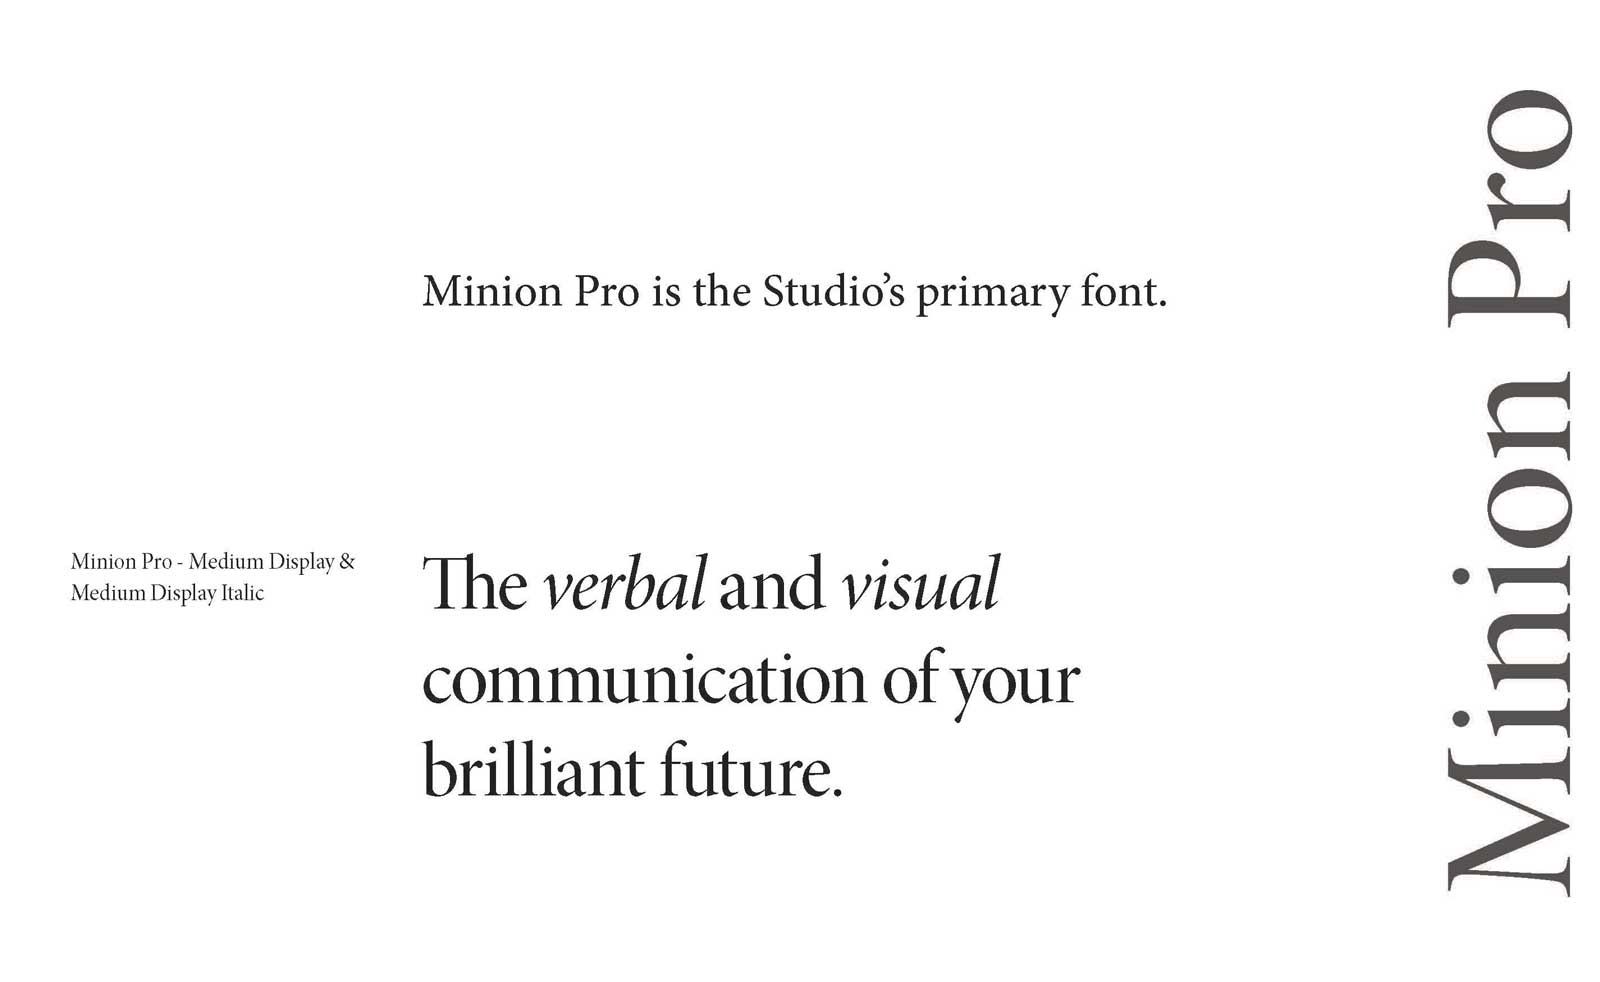 Minion Pro is the Studio’s primary font.
Minion Pro - Medium Display &
Medium Display Italic
The verbal and visual
communication of your
brilliant future.
Minion Pro